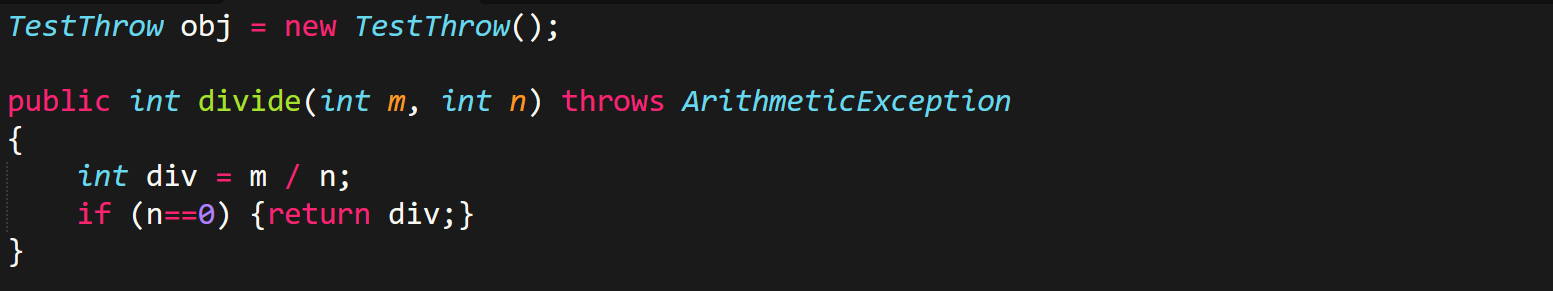 TestThrow obj = new TestThrow();
public int divide(int m, int n) throws ArithmeticException
{
    int div = m / n;
    if (n==0) {return div;}
}